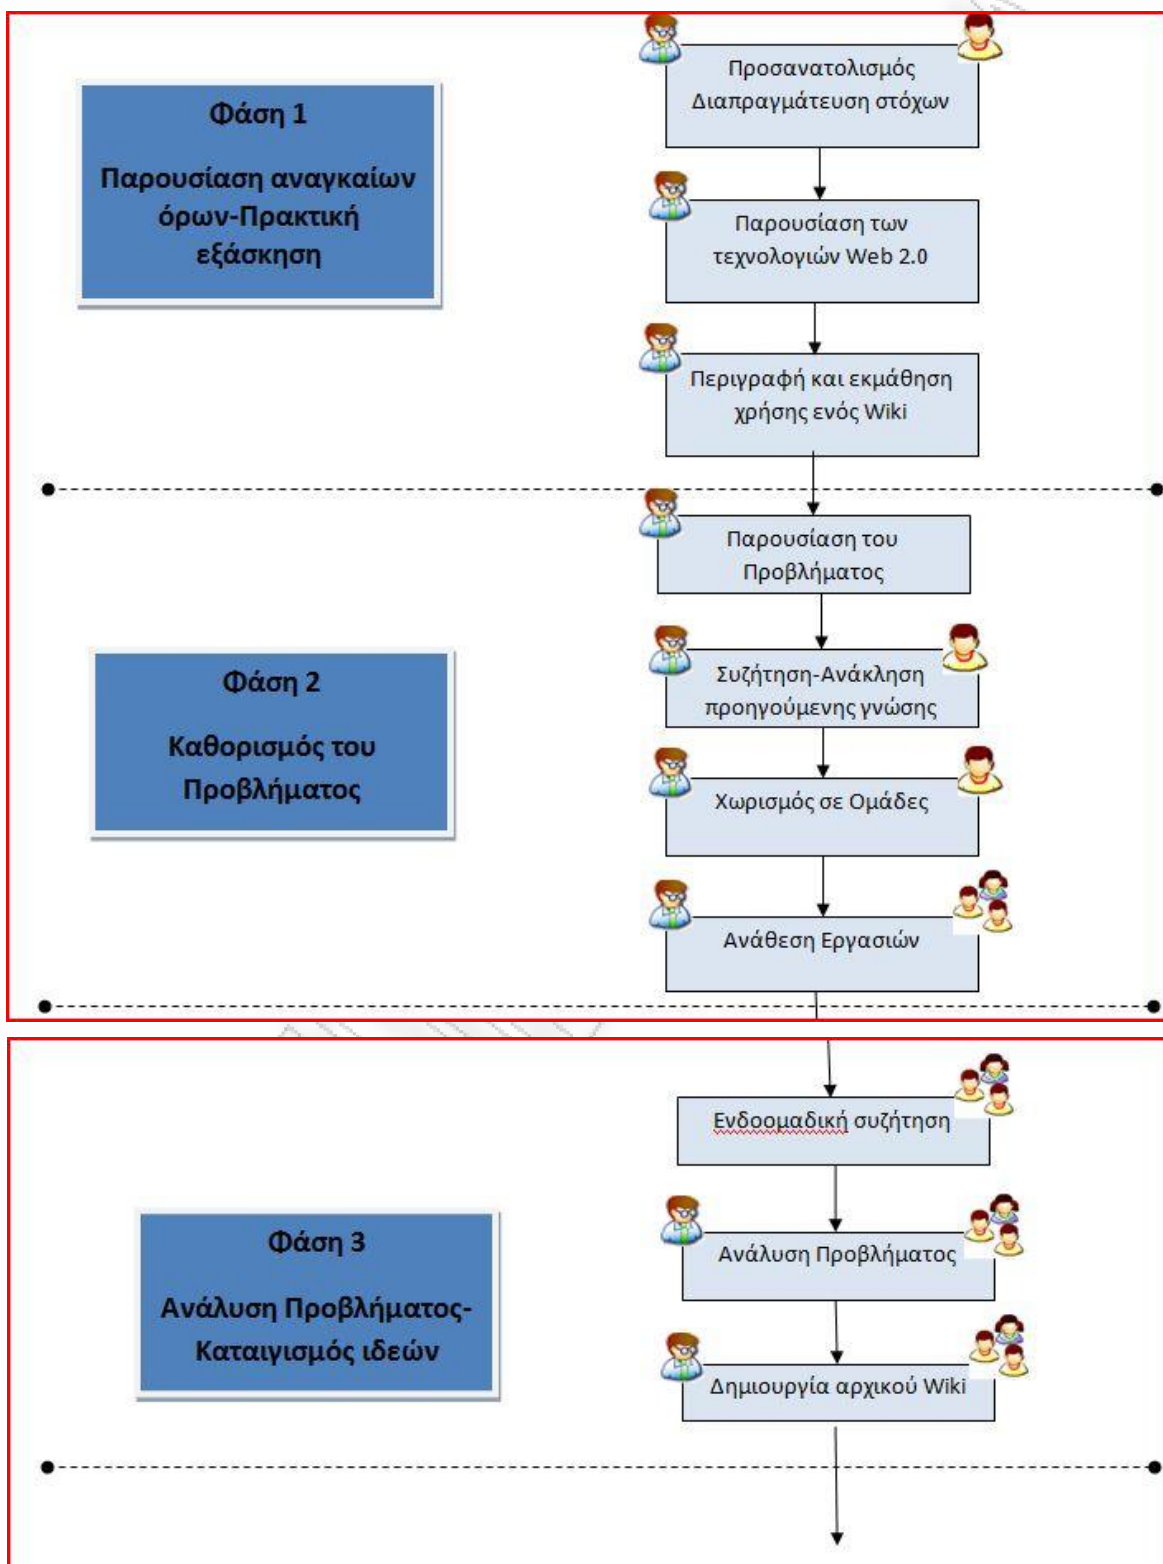 Φάση 1
Παρουσίαση αναγκαίων
όρων-Πρακτική
εξάσκηση
Προσανατολισμός
Διαπραγμάτευση στόχων
Παρουσίαση των
τεχνολογιών Web 2.0
Περιγραφή και εκμάθηση
χρήσης ενός Wiki
Φάση 2
Καθορισμός του
Προβλήματος
Παρουσίαση του
Προβλήματος
Συζήτηση-Ανάκληση
προηγούμενης γνώσης
Χωρισμός σε Ομάδες
Ανάθεση Εργασιών
Φάση 3
Ανάλυση Προβλήματος-
Καταιγισμός ιδεών
Ενδοομαδική συζήτηση
Ανάλυση Προβλήματος
Δημιουργία αρχικού Wiki